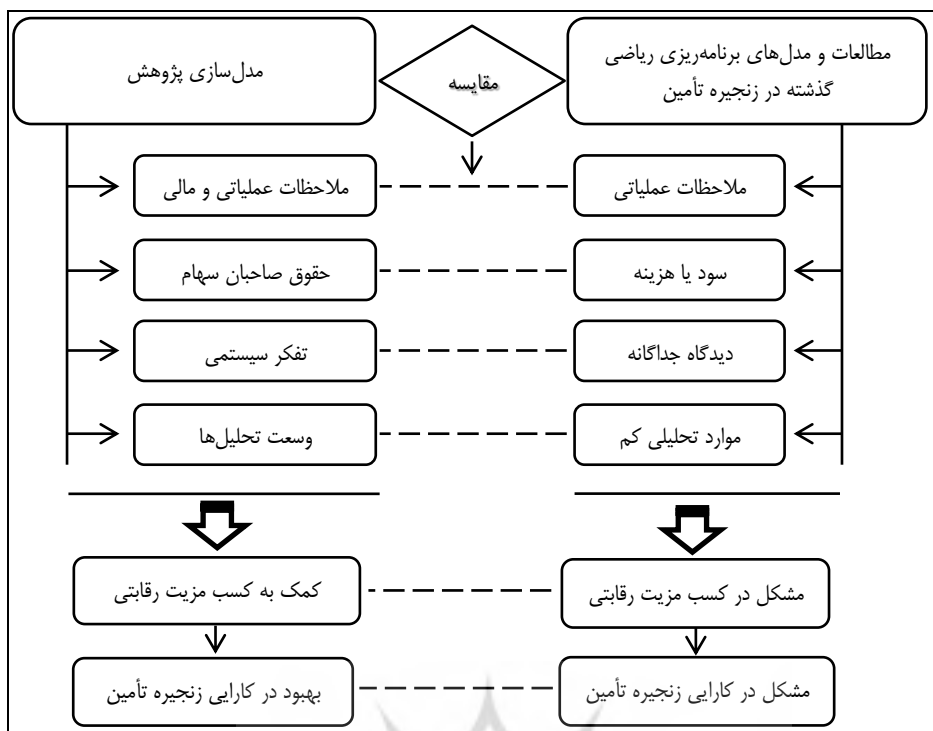 مطالعات و مدل‌های برنامه‌ریزی ریاضی
گذشته در زنجیره تأمین
مقایسه
مدل‌سازی پژوهش
ملاحظات عملیاتی
ملاحظات عملیاتی و مالی
سود یا هزینه
حقوق صاحبان سهام
دیدگاه جداگانه
تفکر سیستمی
موارد تحلیلی کم
وسعت تحلیل‌ها
مشکل در کسب مزیت رقابتی
کمک به کسب مزیت رقابتی
مشکل در کارایی زنجیره تأمین
بهبود در کارایی زنجیره تأمین